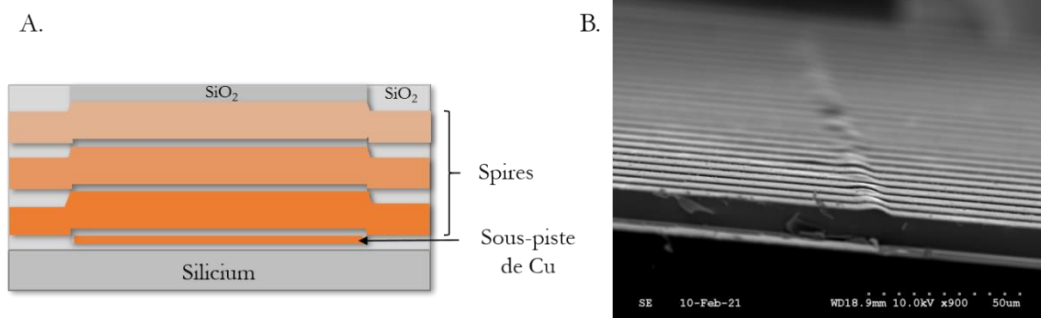 A.
B.
SiO₂
SiO₂
Spires
Sous-piste
de Cu
Silicium
SE 10-Feb-21 WD18.9mm 10.0kV x900 50um